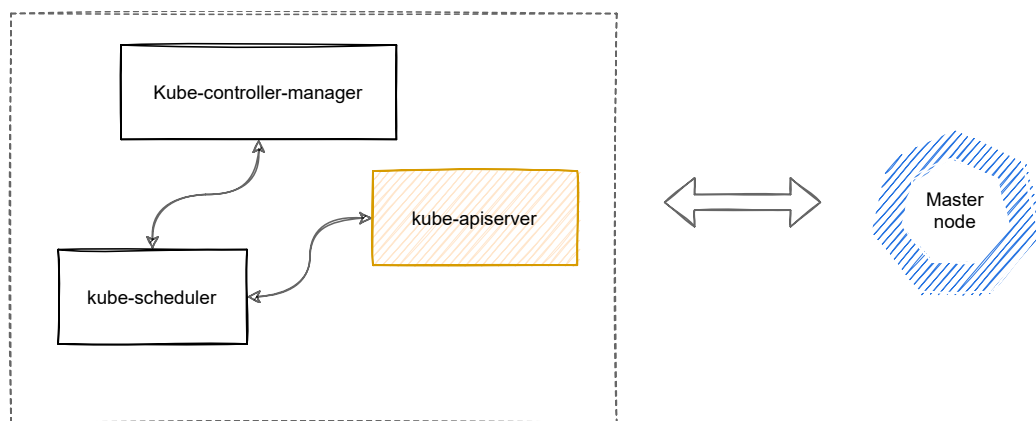 Kube-controller-manager
kube-apiserver
Master
node
kube-scheduler